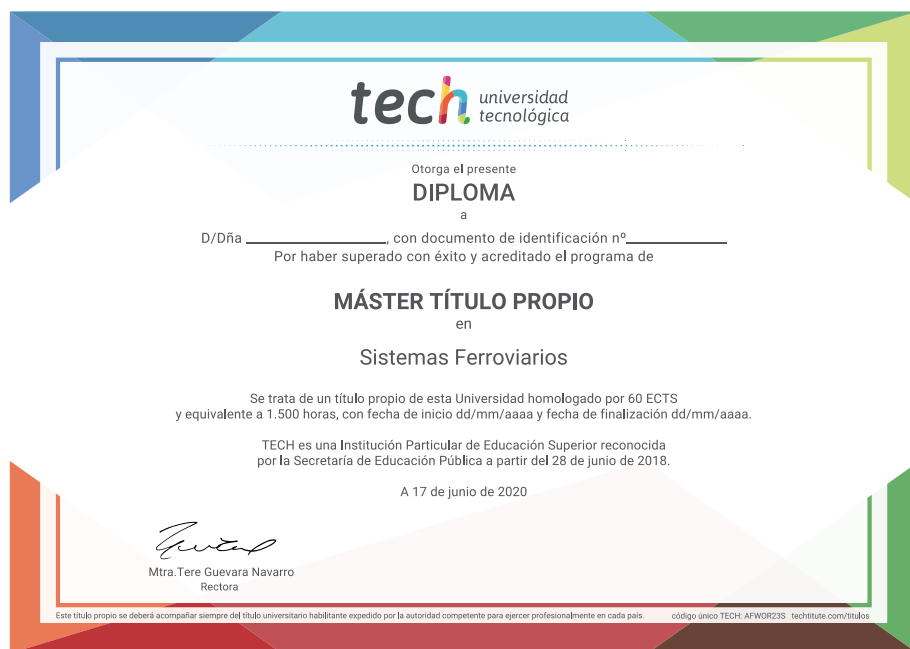 tech universidad
tecnológica
Otorga el presente
DIPLOMA
a
D/Dña ____________________, con documento de identificación nº______________
Por haber superado con éxito y acreditado el programa de
MÁSTER TÍTULO PROPIO
en
Sistemas Ferroviarios
Se trata de un título propio de esta Universidad homologado por 60 ECTS
y equivalente a 1.500 horas, con fecha de inicio dd/mm/aaaa y fecha de finalización dd/mm/aaaa.
TECH es una Institución Particular de Educación Superior reconocida
por la Secretaría de Educación Pública a partir del 28 de junio de 2018.
A 17 de junio de 2020
Mtra.Tere Guevara Navarro
Rectora
Este título propio se deberá acompañar siempre del título universitario habilitante expedido por la autoridad competente para ejercer profesionalmente en cada país. código único TECH: AFWOR23S techtitute.com/titulos